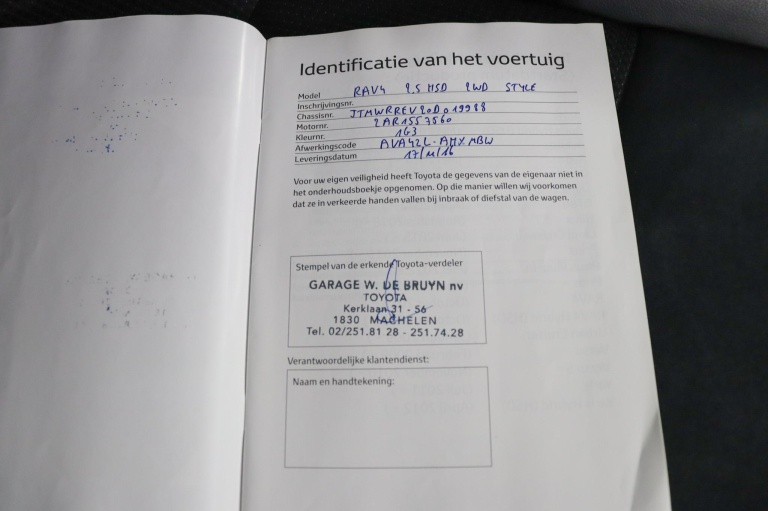 Identificatie van het voertuig
Model RAV4 2.5 HSD 2WD STYLE
Inschrijvingsnr.
Chassisnr. JTMWRREV20D019988
Motornr. 2AR1557560
Kleurnr. 1G3
Afwerkingscode AVA42L-AMXMBW
Leveringsdatum 17/11/16
Voor uw eigen veiligheid heeft Toyota de gegevens van de eigenaar niet in
het onderhoudsboekje opgenomen. Op die manier willen wij voorkomen
dat ze in verkeerde handen vallen bij inbraak of diefstal van de wagen.
Stempel van de erkende Toyota-verdeler
GARAGE W. DE BRUYN nv
TOYOTA
Kerklaan 31 - 56
1830 MACHELEN
Tel. 02/251.81 28 - 251.74.28
Verantwoordelijke klantendienst:
Naam en handtekening: